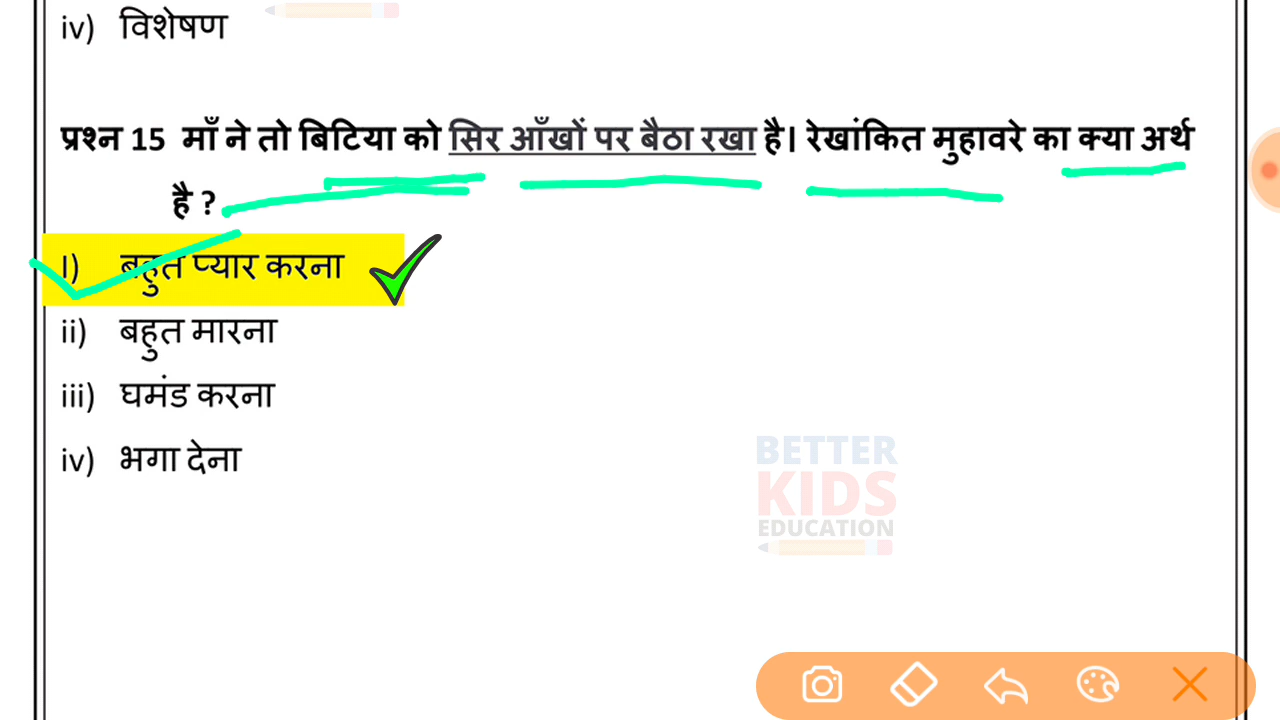 iv) विशेषण
प्रश्न 15 माँ ने तो बिटिया को सिर आँखों पर बैठा रखा है। रेखांकित मुहावरे का क्या अर्थ
है ?
I) बहुत प्यार करना
ii) बहुत मारना
iii) घमंड करना
iv) भगा देना
BETTER
KIDS
EDUCATION